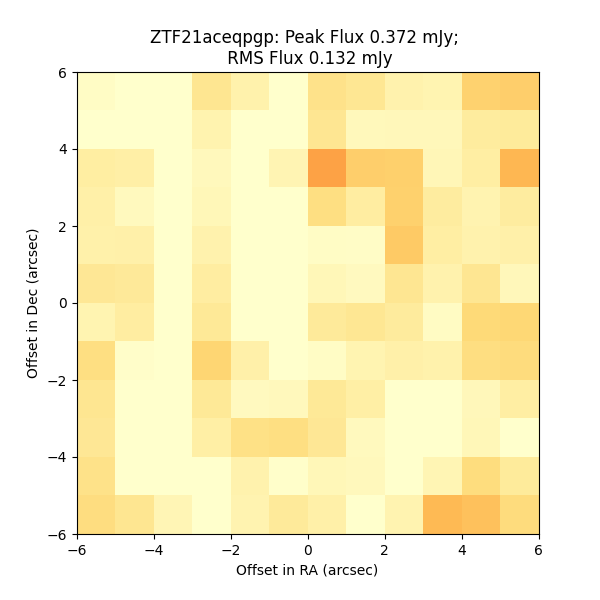 ZTF21aceqpgp: Peak Flux 0.372 mJy;
RMS Flux 0.132 mJy
6
4
2
0
−2
−4
−6
Offset in Dec (arcsec)
−6 −4 −2 0 2 4 6
Offset in RA (arcsec)